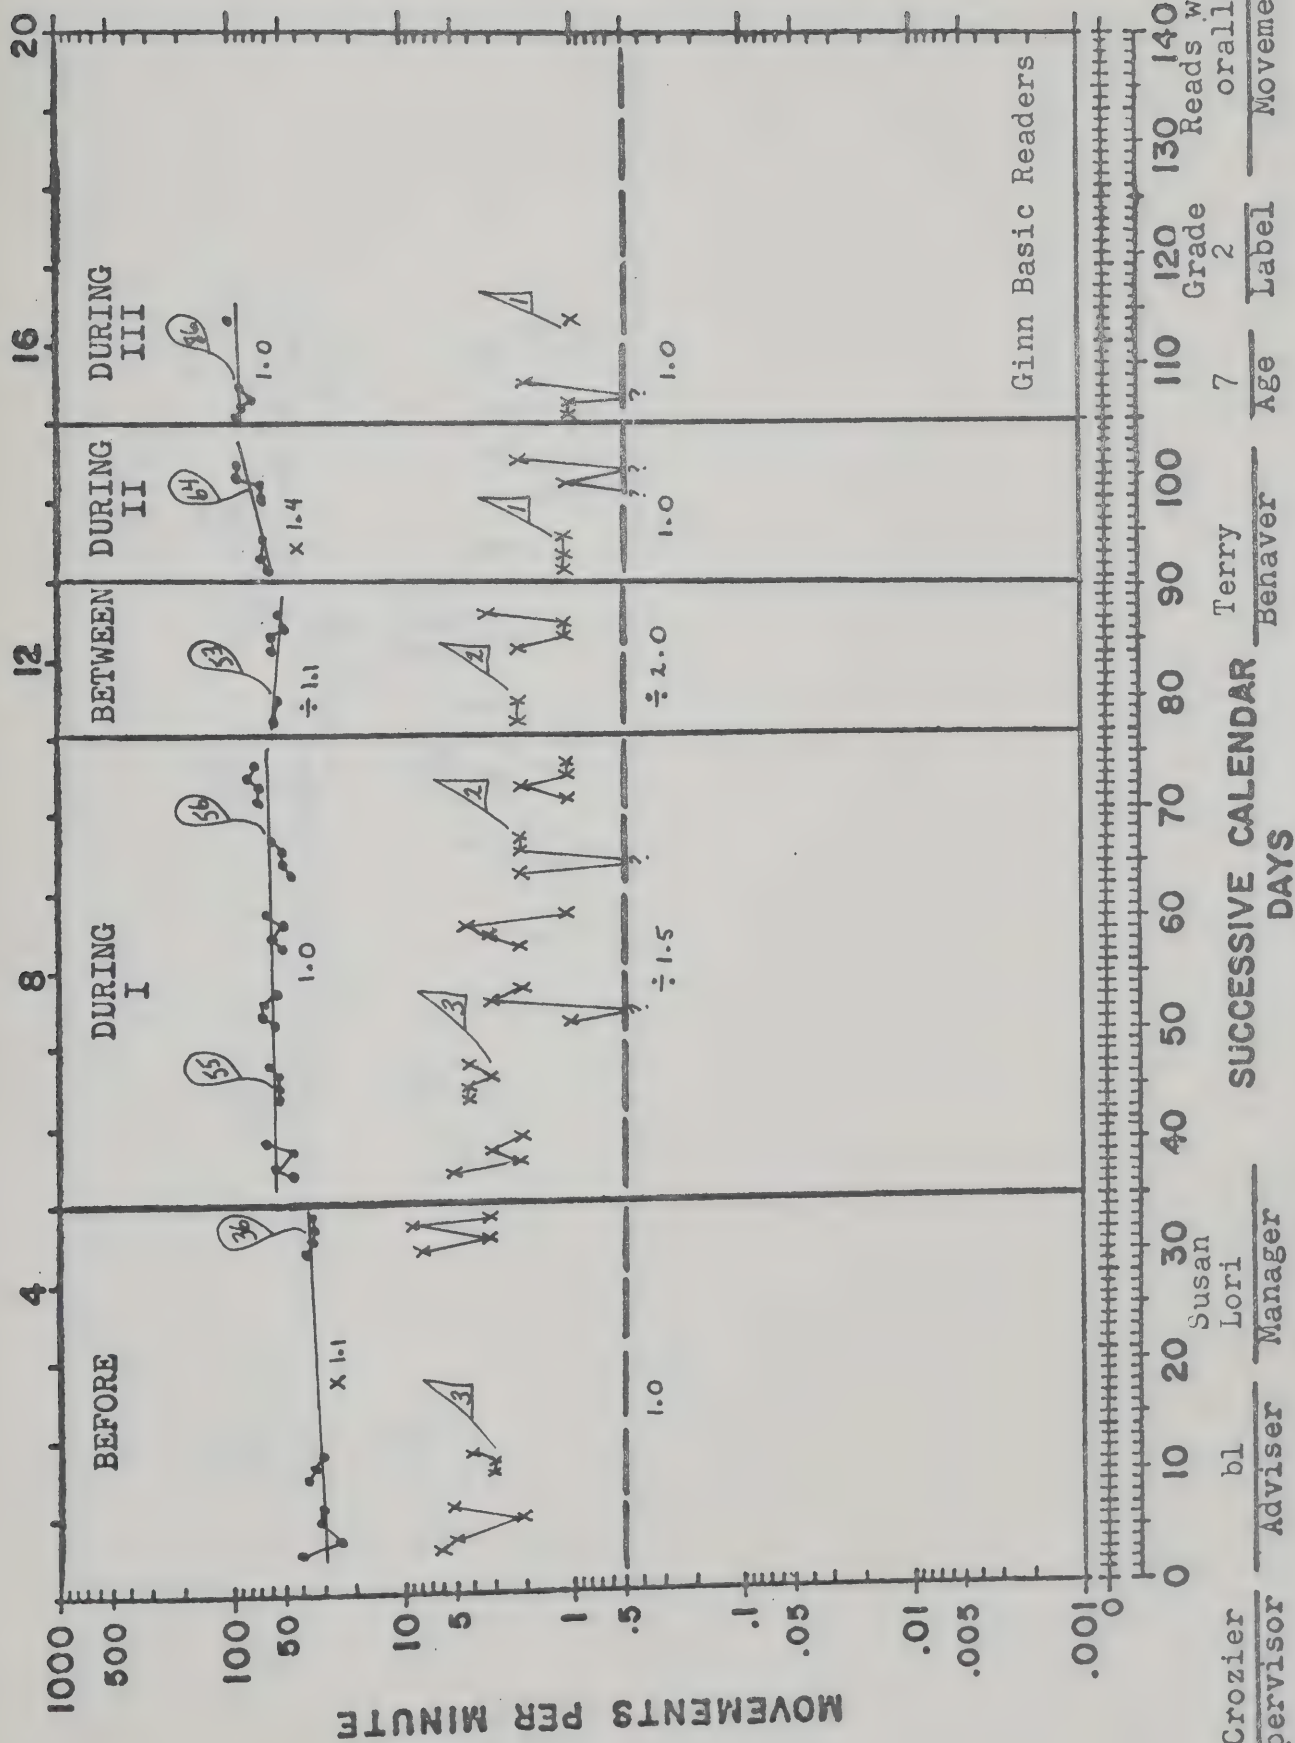 4 8 12 16 20
BEFORE
DURING
I
BETWEEN
DURING
II
DURING
III
1000
500
100
50
10
5
1
.5
.1
.05
.01
.005
.001
0
MOVEMENTS PER MINUTE
36
55
56
53
64
x 1.1
1.0
÷ 1.1
x 1.4
1.0
3
3
2
2
1
1
? ? ? ? ?
1.0
÷ 1.5
÷ 2.0
1.0
1.0
Ginn Basic Readers
0 10 20 30 40 50 60 70 80 90 100 110 120 130 140
SUCCESSIVE CALENDAR
DAYS
Susan
Crozier bl Lori Terry 7
Grade
2
Reads w
orall
pervisor Adviser Manager Behaver Age Label Moveme